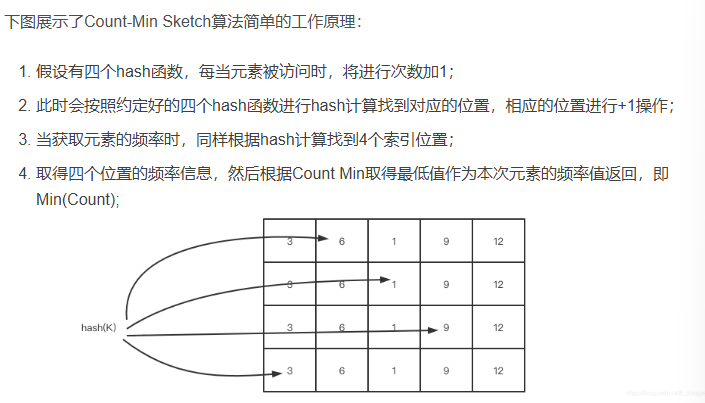 下图展示了Count-Min Sketch算法简单的工作原理：
1. 假设有四个hash函数，每当元素被访问时，将进行次数加1；
2. 此时会按照约定好的四个hash函数进行hash计算找到对应的位置，相应的位置进行+1操作；
3. 当获取元素的频率时，同样根据hash计算找到4个索引位置；
4. 取得四个位置的频率信息，然后根据Count Min取得最低值作为本次元素的频率值返回，即
Min(Count);
3 6 1 9 12
3 6 1 9 12
hash(K)
3 6 1 9 12
3 6 1 9 12